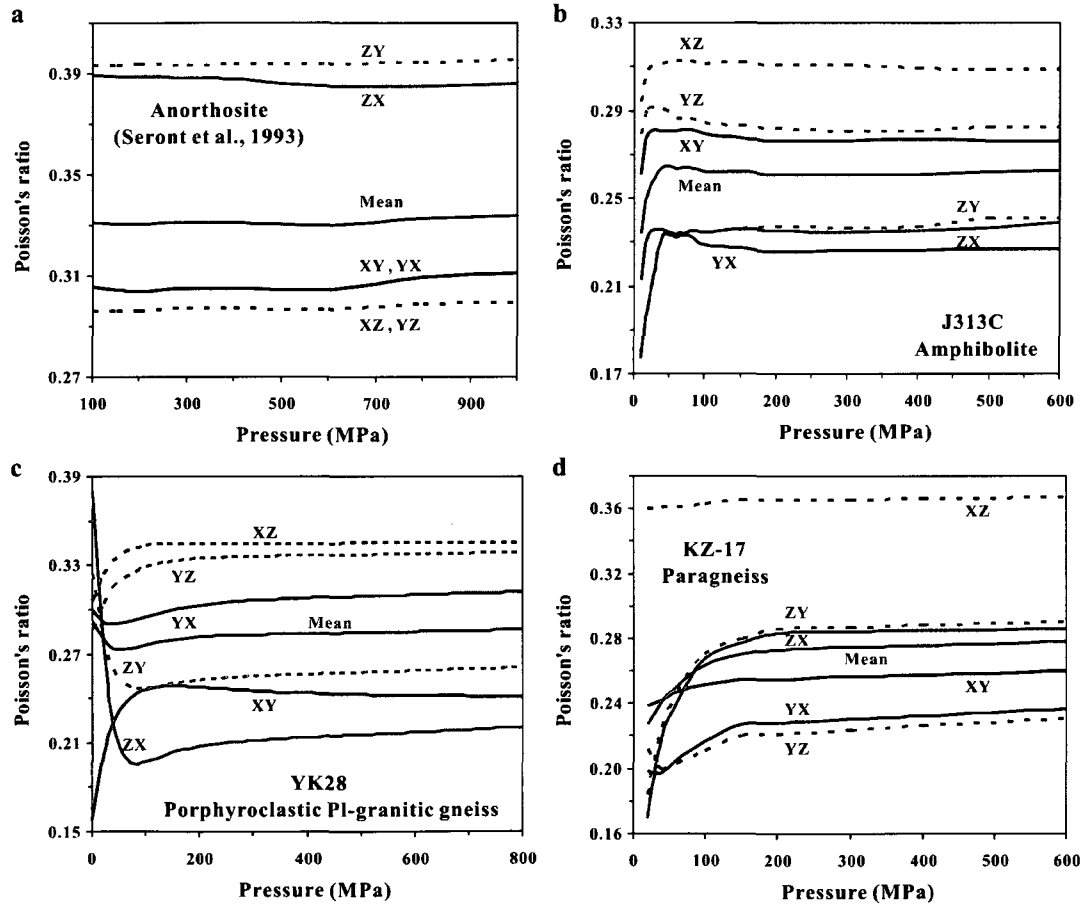 a
Poisson's ratio
0.39
0.35
0.31
0.27
ZY
ZX
Anorthosite
(Seront et al., 1993)
Mean
XY , YX
XZ , YZ
100 300 500 700 900
Pressure (MPa)
b
Poisson's ratio
0.33
0.29
0.25
0.21
0.17
XZ
YZ
XY
Mean
ZY
ZX
YX
J313C
Amphibolite
0 100 200 300 400 500 600
Pressure (MPa)
c
Poisson's ratio
0.39
0.33
0.27
0.21
0.15
XZ
YZ
YX
Mean
ZY
XY
ZX
YK28
Porphyroclastic Pl-granitic gneiss
0 200 400 600 800
Pressure (MPa)
d
Poisson's ratio
0.36
0.32
0.28
0.24
0.20
0.16
XZ
KZ-17
Paragneiss
ZY
ZX
Mean
XY
YX
YZ
0 100 200 300 400 500 600
Pressure (MPa)